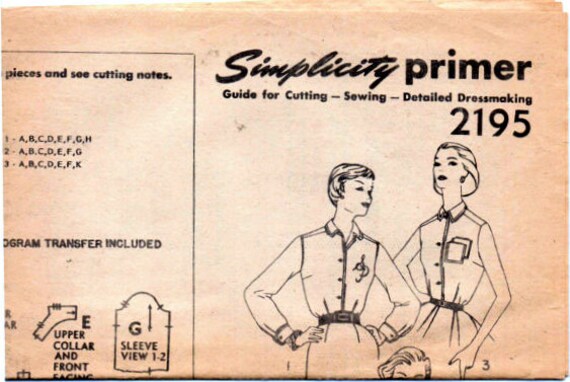 pieces and see cutting notes.
1 - A,B,C,D,E,F,G,H
2 - A,B,C,D,E,F,G
3 - A,B,C,D,E,F,K
OGRAM TRANSFER INCLUDED
R
AR
E
UPPER
COLLAR
AND
FRONT
FACING
G
SLEEVE
VIEW 1-2
Simplicity primer
Guide for Cutting — Sewing — Detailed Dressmaking
2195
1
3